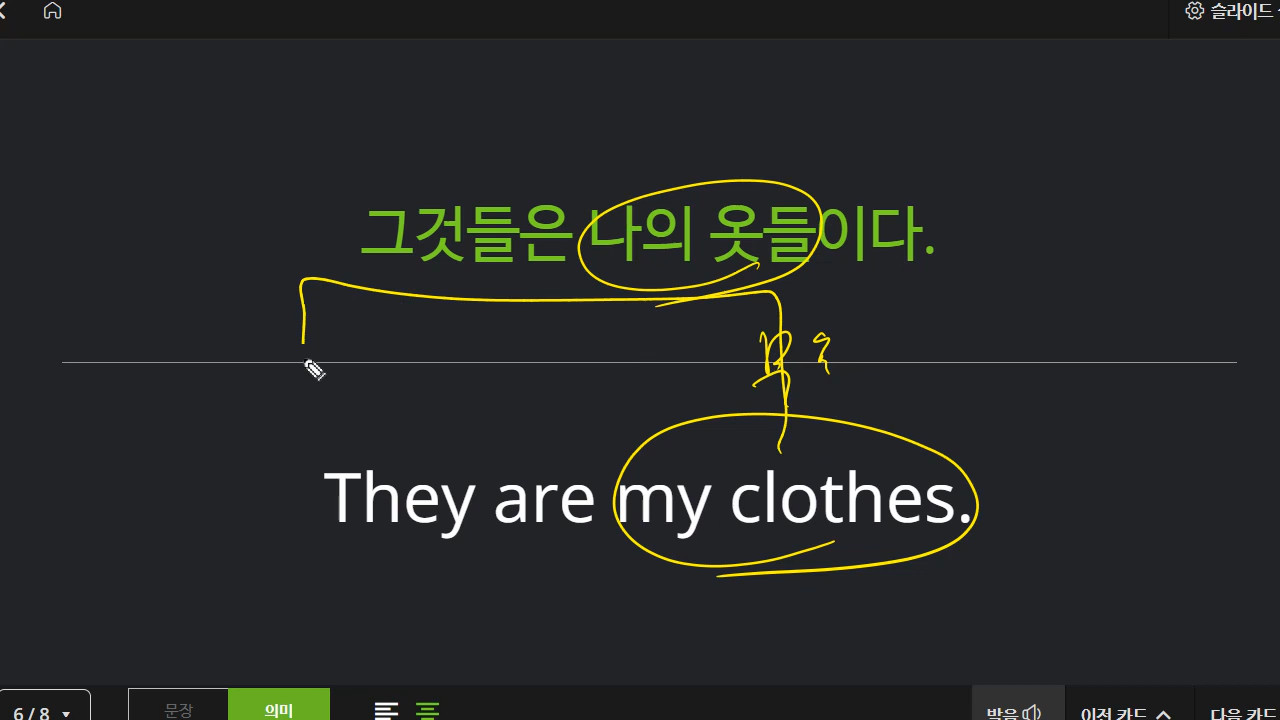 슬라이드
그것들은 나의 옷들이다.
They are my clothes.
6 / 8
문장
의미
발음
이전 카드
다음 카드